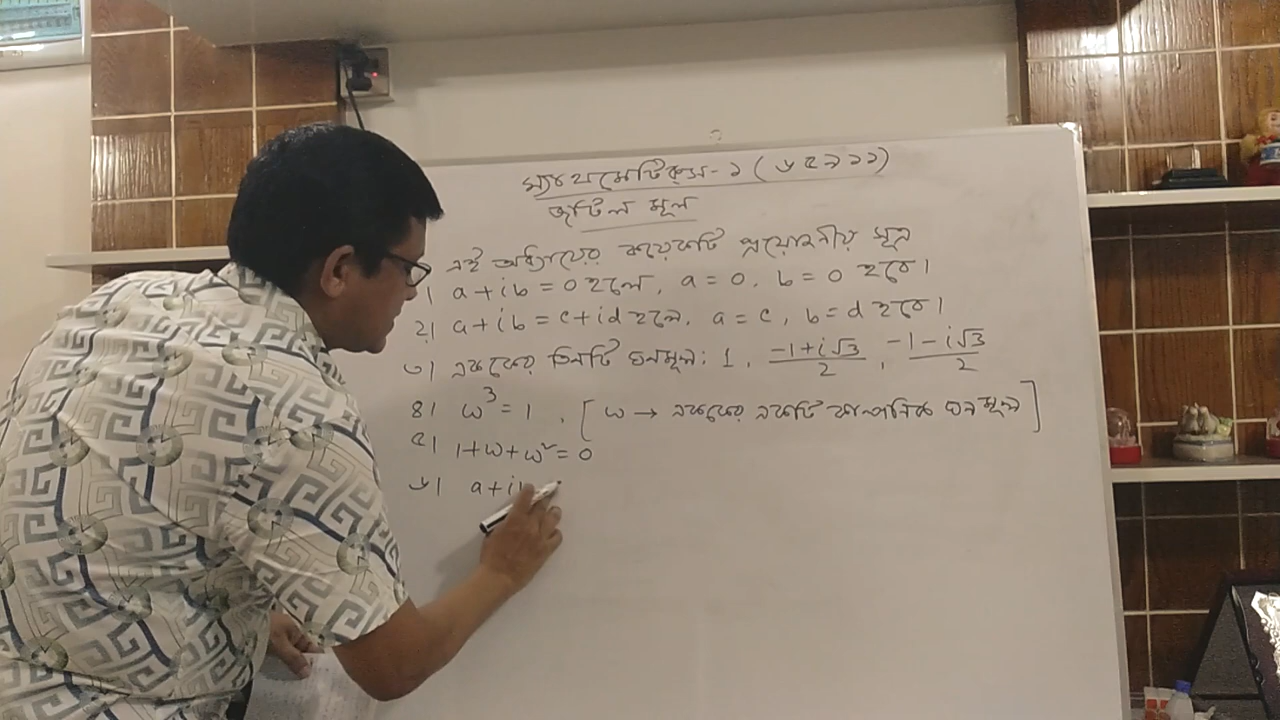 ম্যাথমেটিক্স-১ (৬৫৯১১)
জটিল মূল
এই অধ্যায়ের কয়েকটি প্রয়োজনীয় সূত্র
১। a+ib = 0 হলে, a = 0, b = 0 হবে।
২। a+ib = c+id হলে, a = c, b = d হবে।
৩। এককের তিনটি ঘনমূল: 1, (-1+i√3)/2, (-1-i√3)/2
৪। ω³ = 1, [ω → এককের একটি কাল্পনিক ঘনমূল]
৫। 1+ω+ω² = 0
৬। a+ib